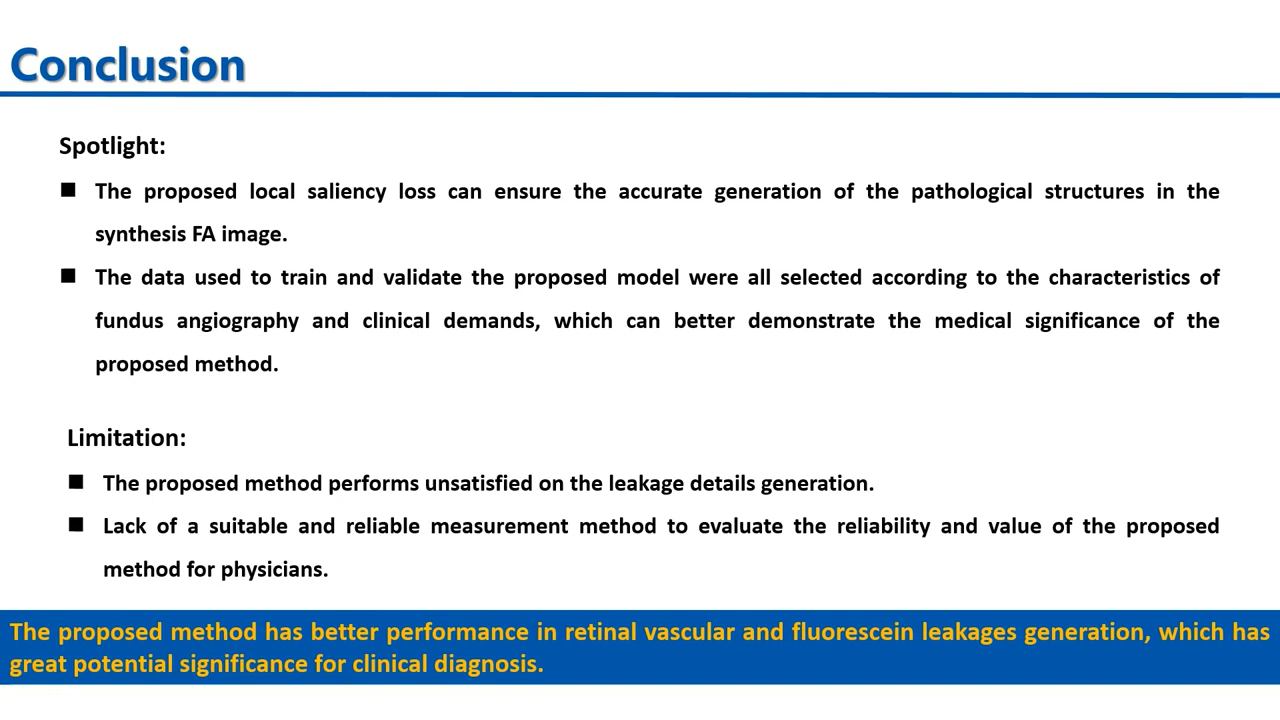 Conclusion
Spotlight:
■ The proposed local saliency loss can ensure the accurate generation of the pathological structures in the
synthesis FA image.
■ The data used to train and validate the proposed model were all selected according to the characteristics of
fundus angiography and clinical demands, which can better demonstrate the medical significance of the
proposed method.
Limitation:
■ The proposed method performs unsatisfied on the leakage details generation.
■ Lack of a suitable and reliable measurement method to evaluate the reliability and value of the proposed
method for physicians.
The proposed method has better performance in retinal vascular and fluorescein leakages generation, which has
great potential significance for clinical diagnosis.